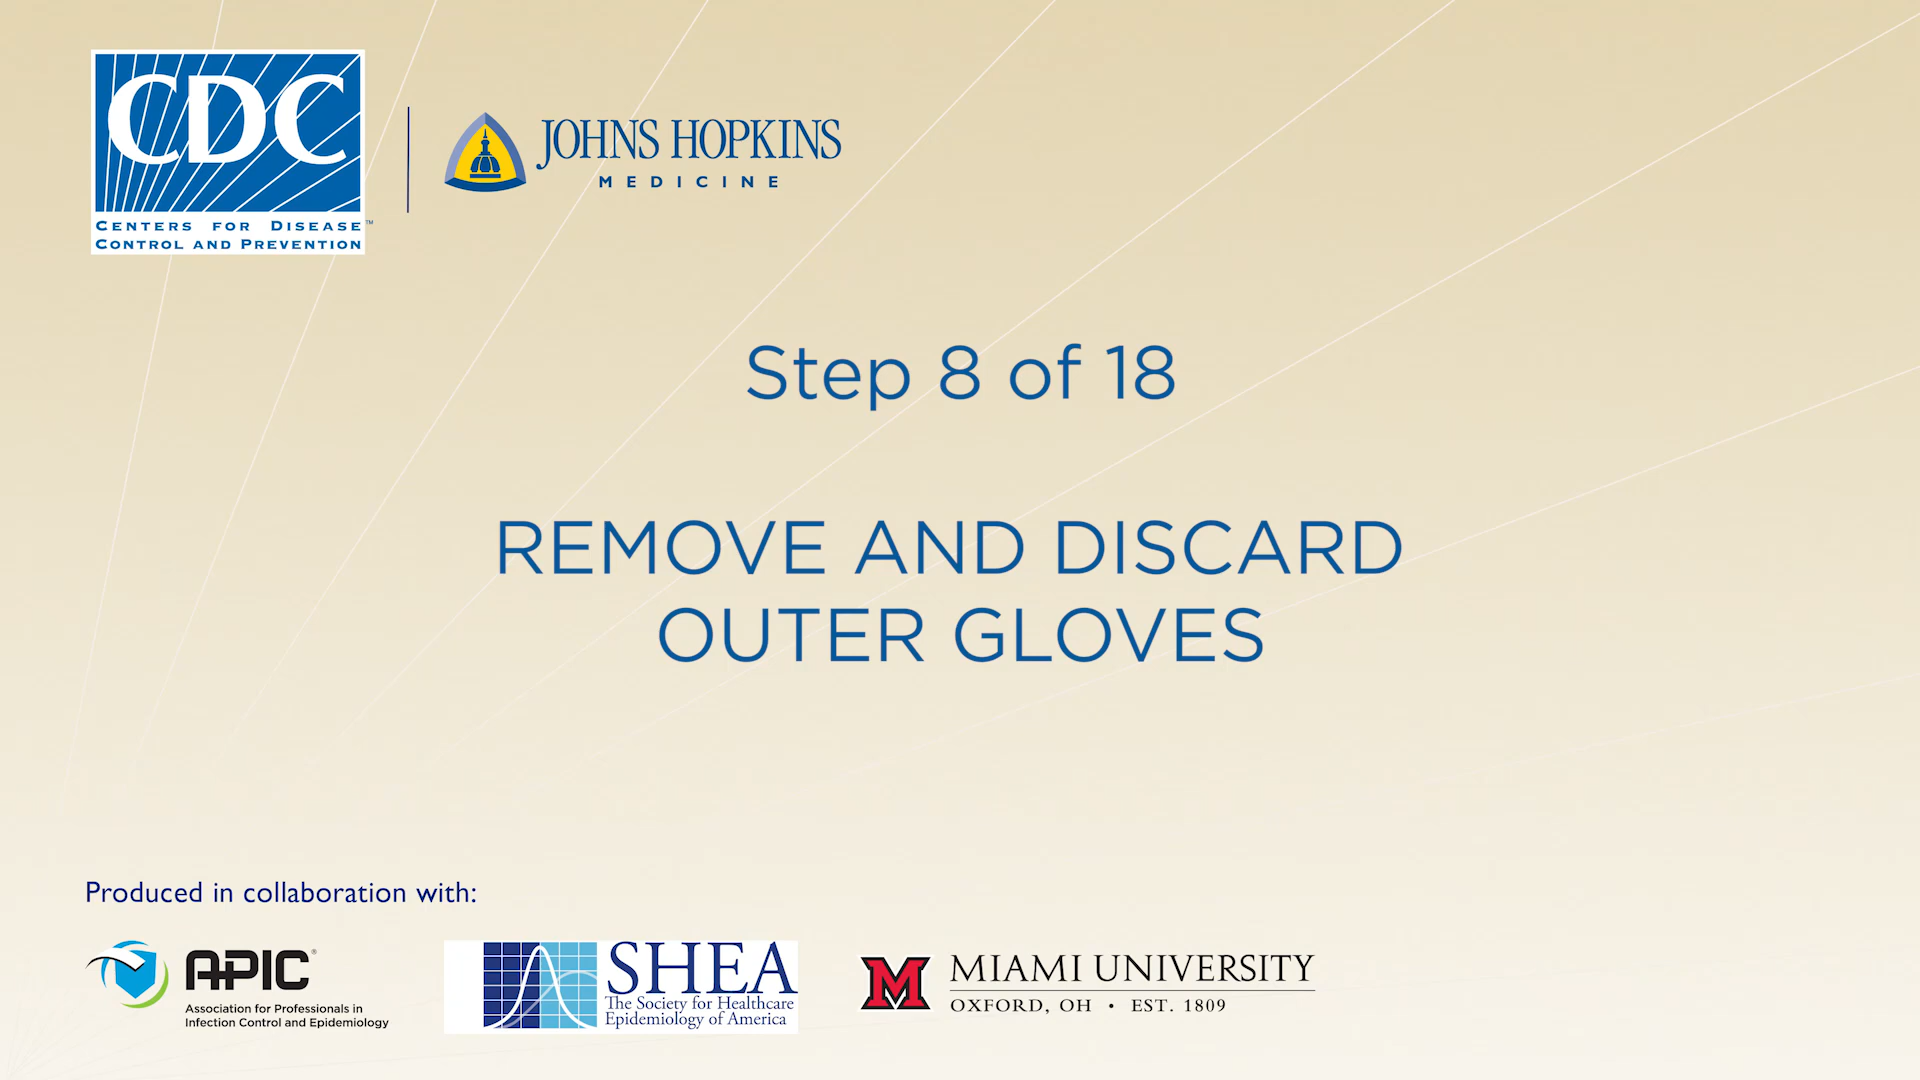 CDC
CENTERS FOR DISEASE™
CONTROL AND PREVENTION
JOHNS HOPKINS
MEDICINE
Step 8 of 18
REMOVE AND DISCARD
OUTER GLOVES
Produced in collaboration with:
APIC®
Association for Professionals in
Infection Control and Epidemiology
SHEA
The Society for Healthcare
Epidemiology of America
M
MIAMI UNIVERSITY
OXFORD, OH • EST. 1809